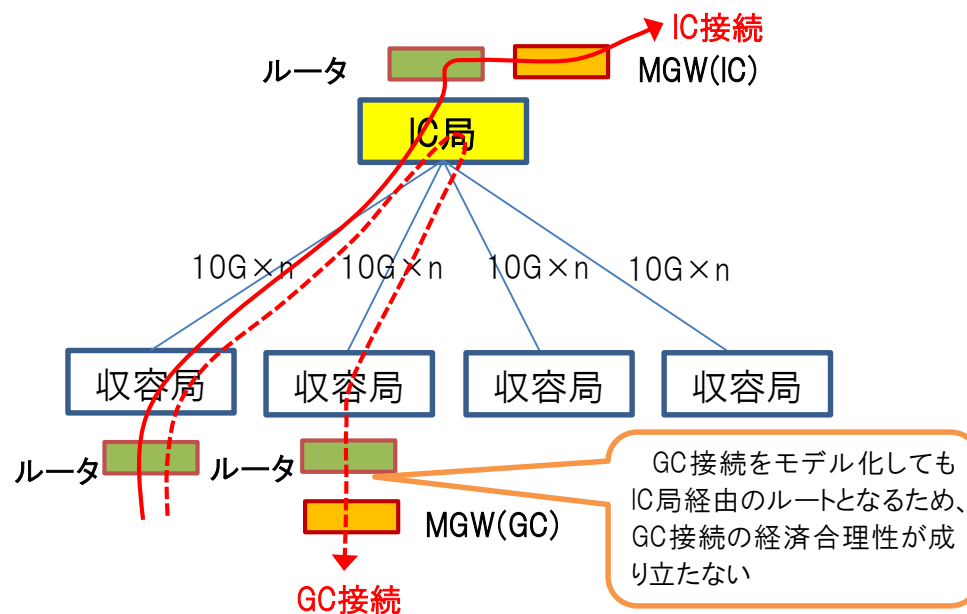 IC接続
ルータ
MGW(IC)
IC局
10G×n
10G×n
10G×n
10G×n
収容局
収容局
収容局
収容局
ルータ
ルータ
GC接続をモデル化しても
IC局経由のルートとなるため、
GC接続の経済合理性が成
り立たない
MGW(GC)
GC接続